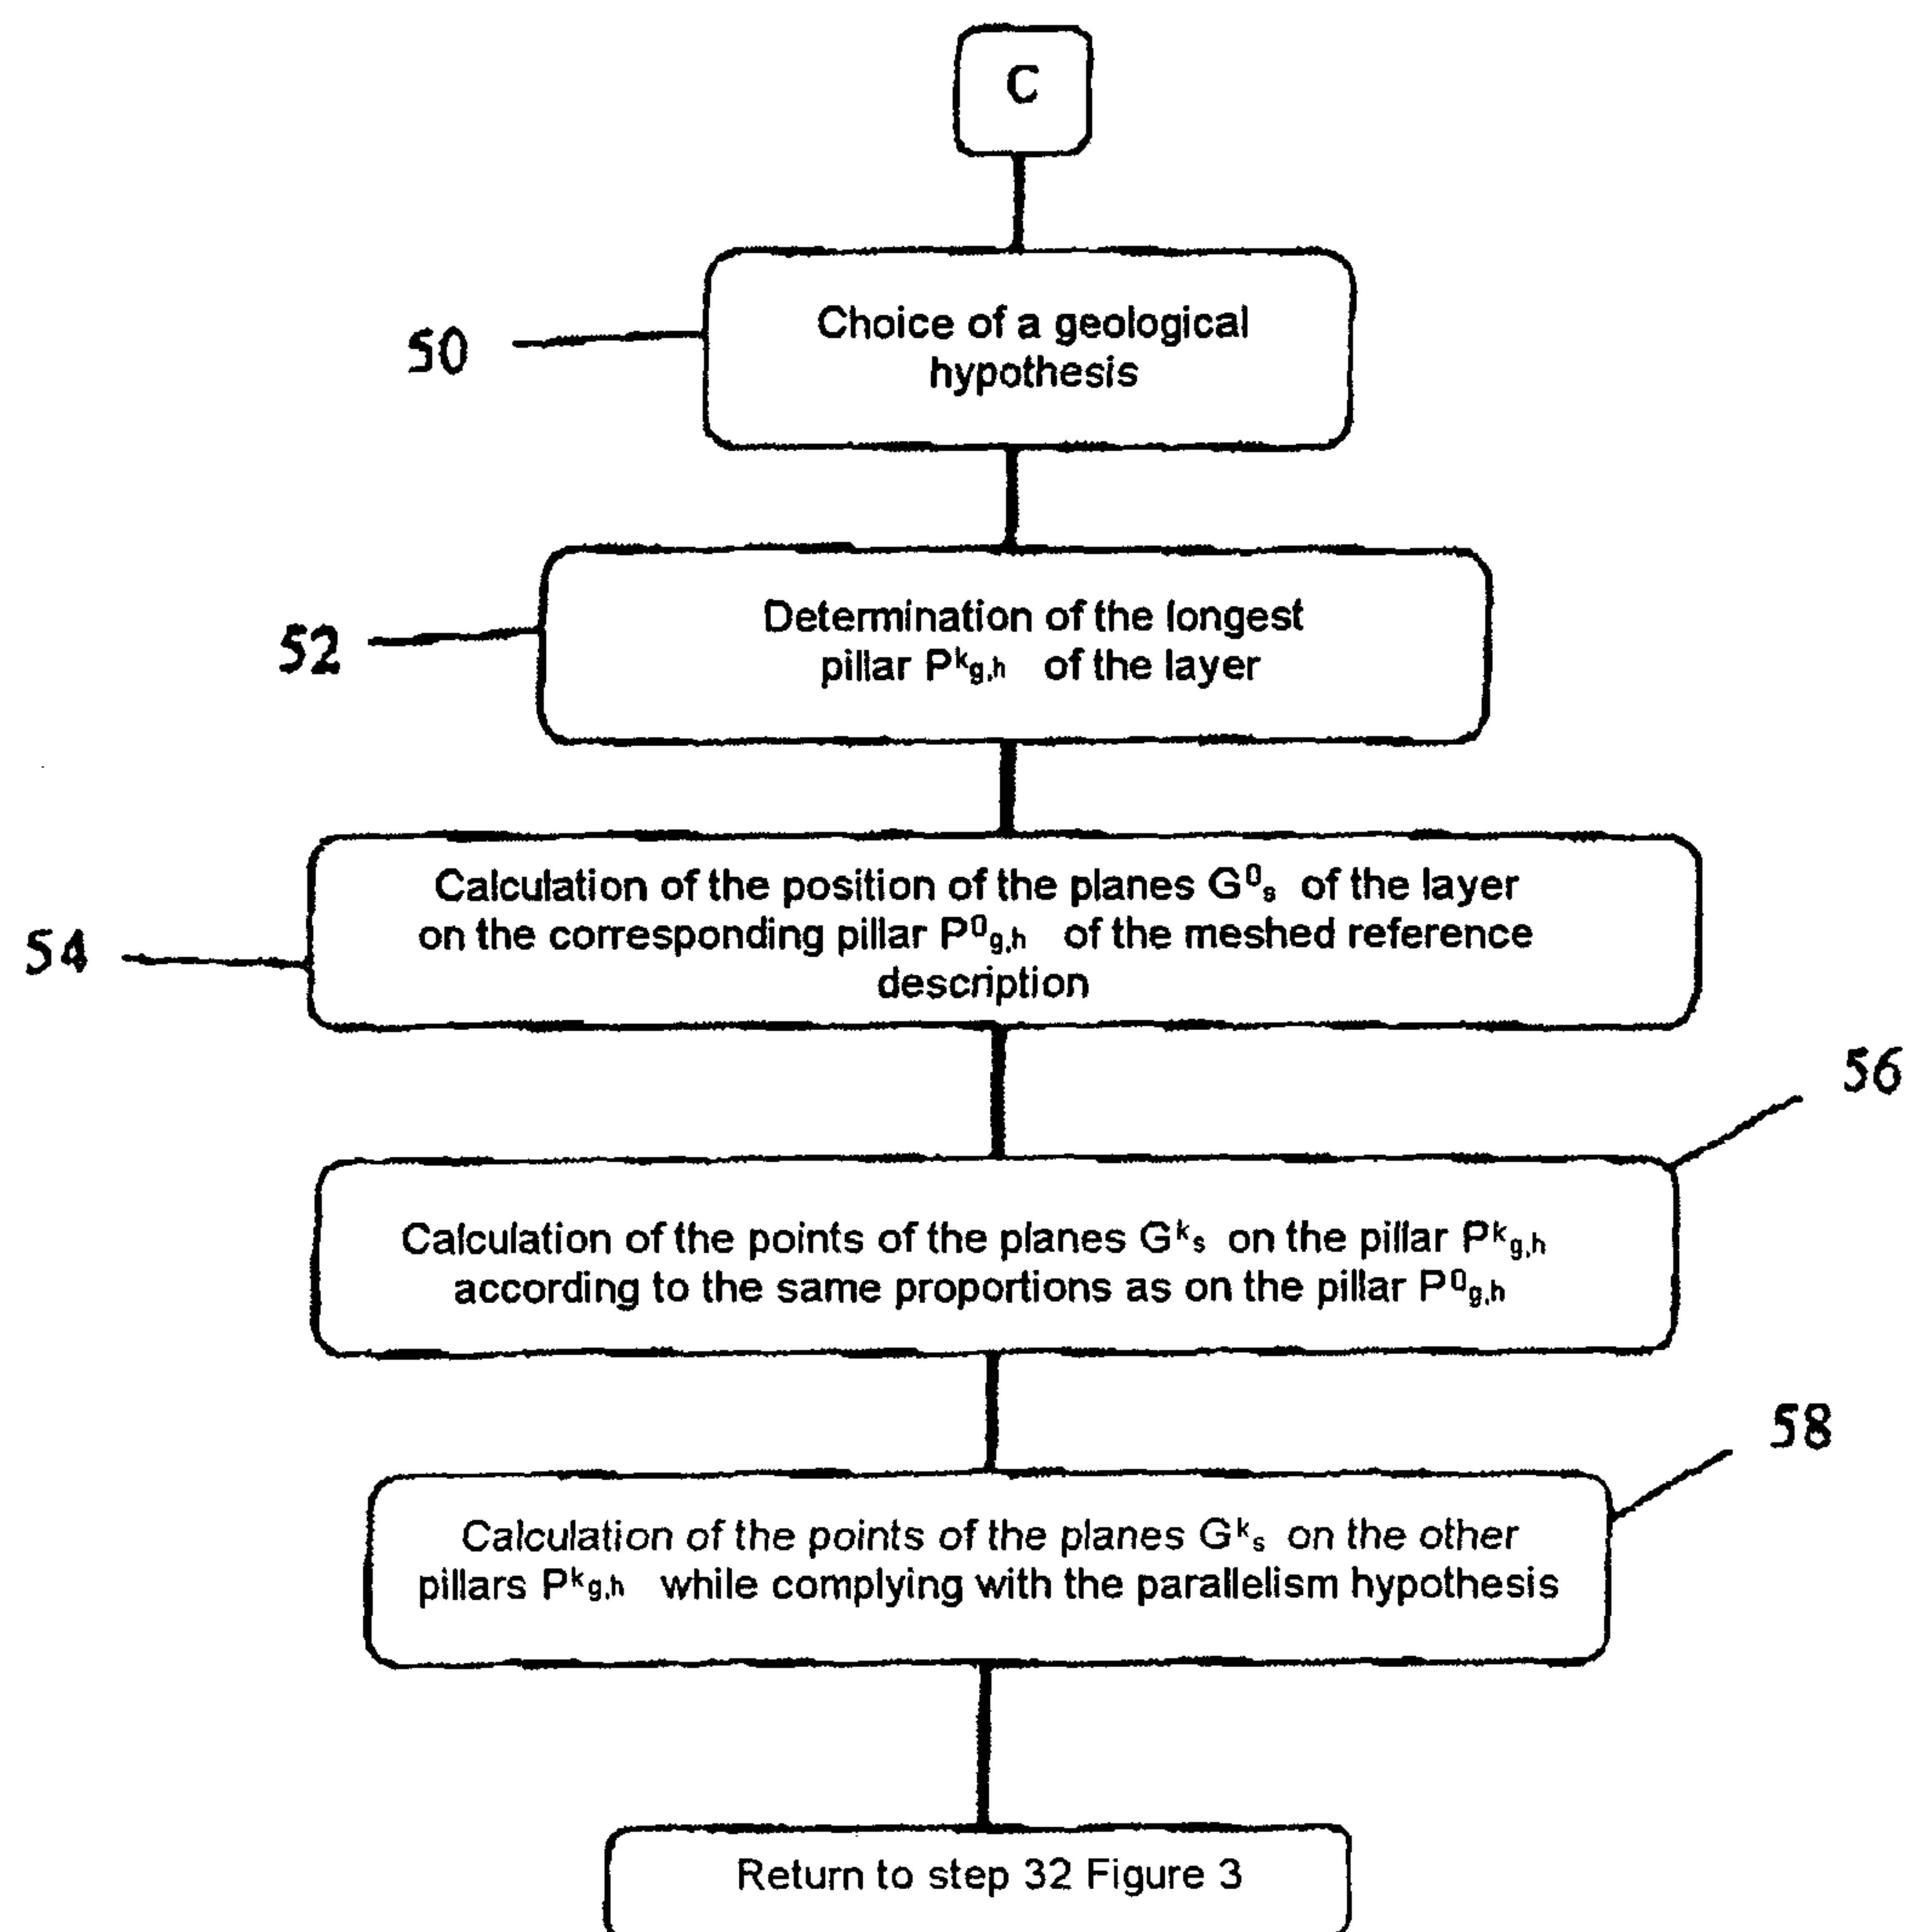 C
50
Choice of a geological
hypothesis
52
Determination of the longest
pillar Pᵏg,h of the layer
54
Calculation of the position of the planes G⁰s of the layer
on the corresponding pillar P⁰g,h of the meshed reference
description
56
Calculation of the points of the planes Gᵏs on the pillar Pᵏg,h
according to the same proportions as on the pillar P⁰g,h
58
Calculation of the points of the planes Gᵏs on the other
pillars Pᵏg,h while complying with the parallelism hypothesis
Return to step 32 Figure 3